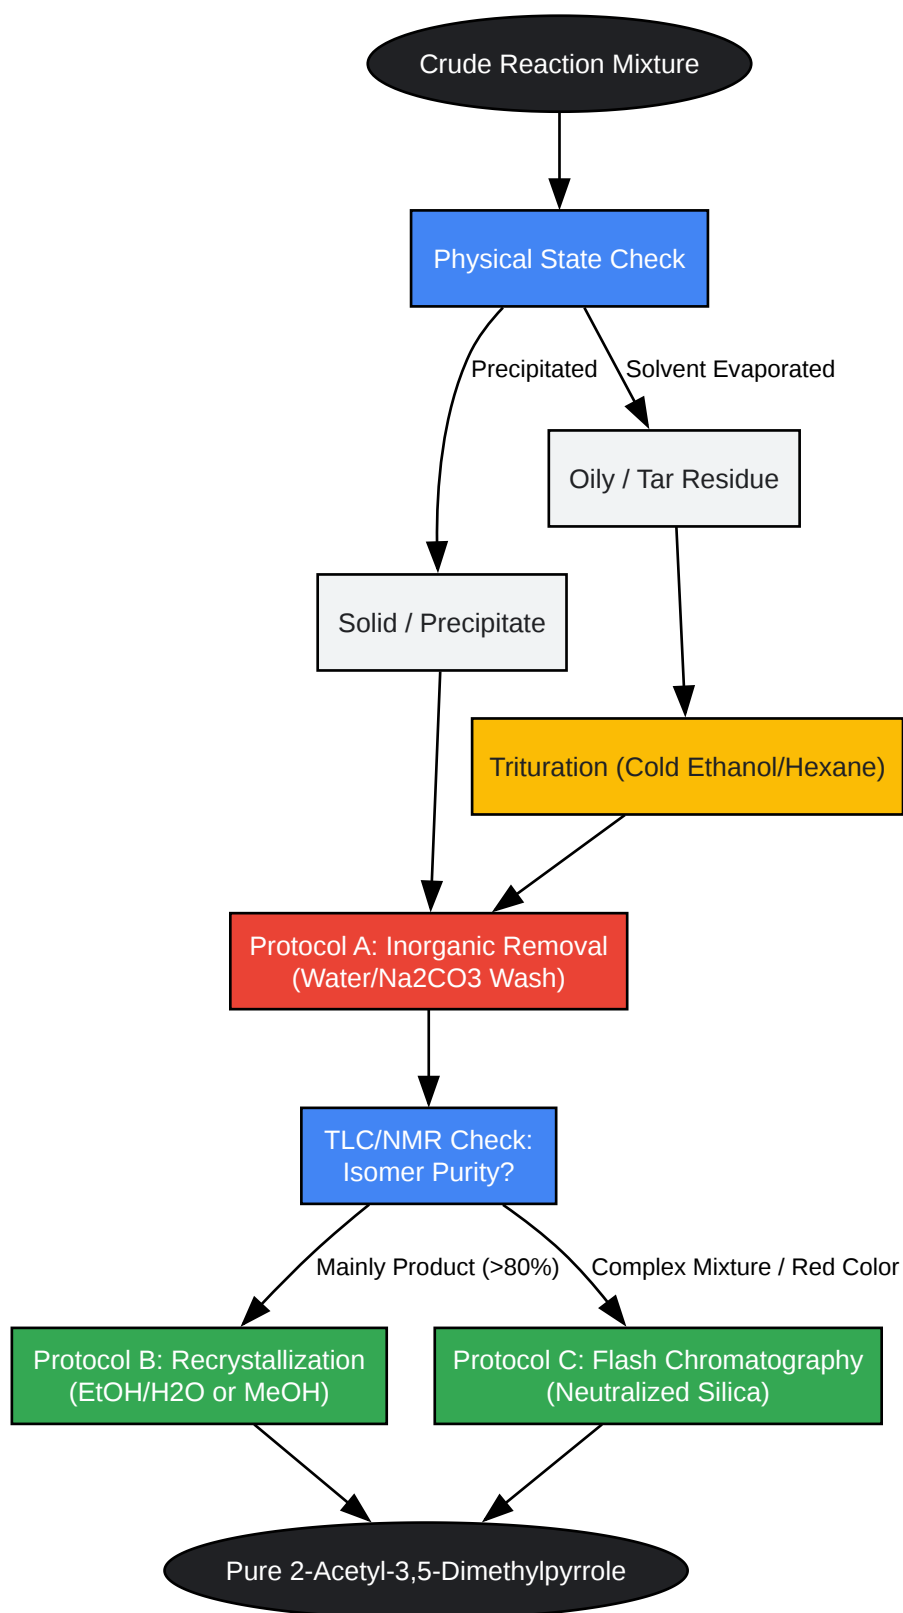 Crude Reaction Mixture
Physical State Check
Precipitated
Solvent Evaporated
Oily / Tar Residue
Solid / Precipitate
Trituration (Cold Ethanol/Hexane)
Protocol A: Inorganic Removal
(Water/Na2CO3 Wash)
TLC/NMR Check:
Isomer Purity?
Mainly Product (>80%)
Complex Mixture / Red Color
Protocol B: Recrystallization
(EtOH/H2O or MeOH)
Protocol C: Flash Chromatography
(Neutralized Silica)
Pure 2-Acetyl-3,5-Dimethylpyrrole